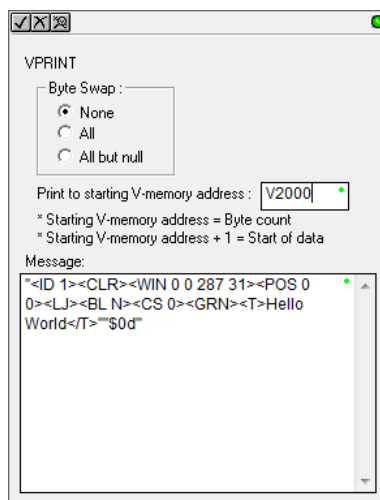 VPRINT
Byte Swap :
None
All
All but null
Print to starting V-memory address :
V2000
* Starting V-memory address = Byte count
* Starting V-memory address + 1 = Start of data
Message:
"<ID 1><CLR><WIN 0 0 287 31><POS 0
0><LJ><BL N><CS 0><GRN><T>Hello
World</T>""$0d"